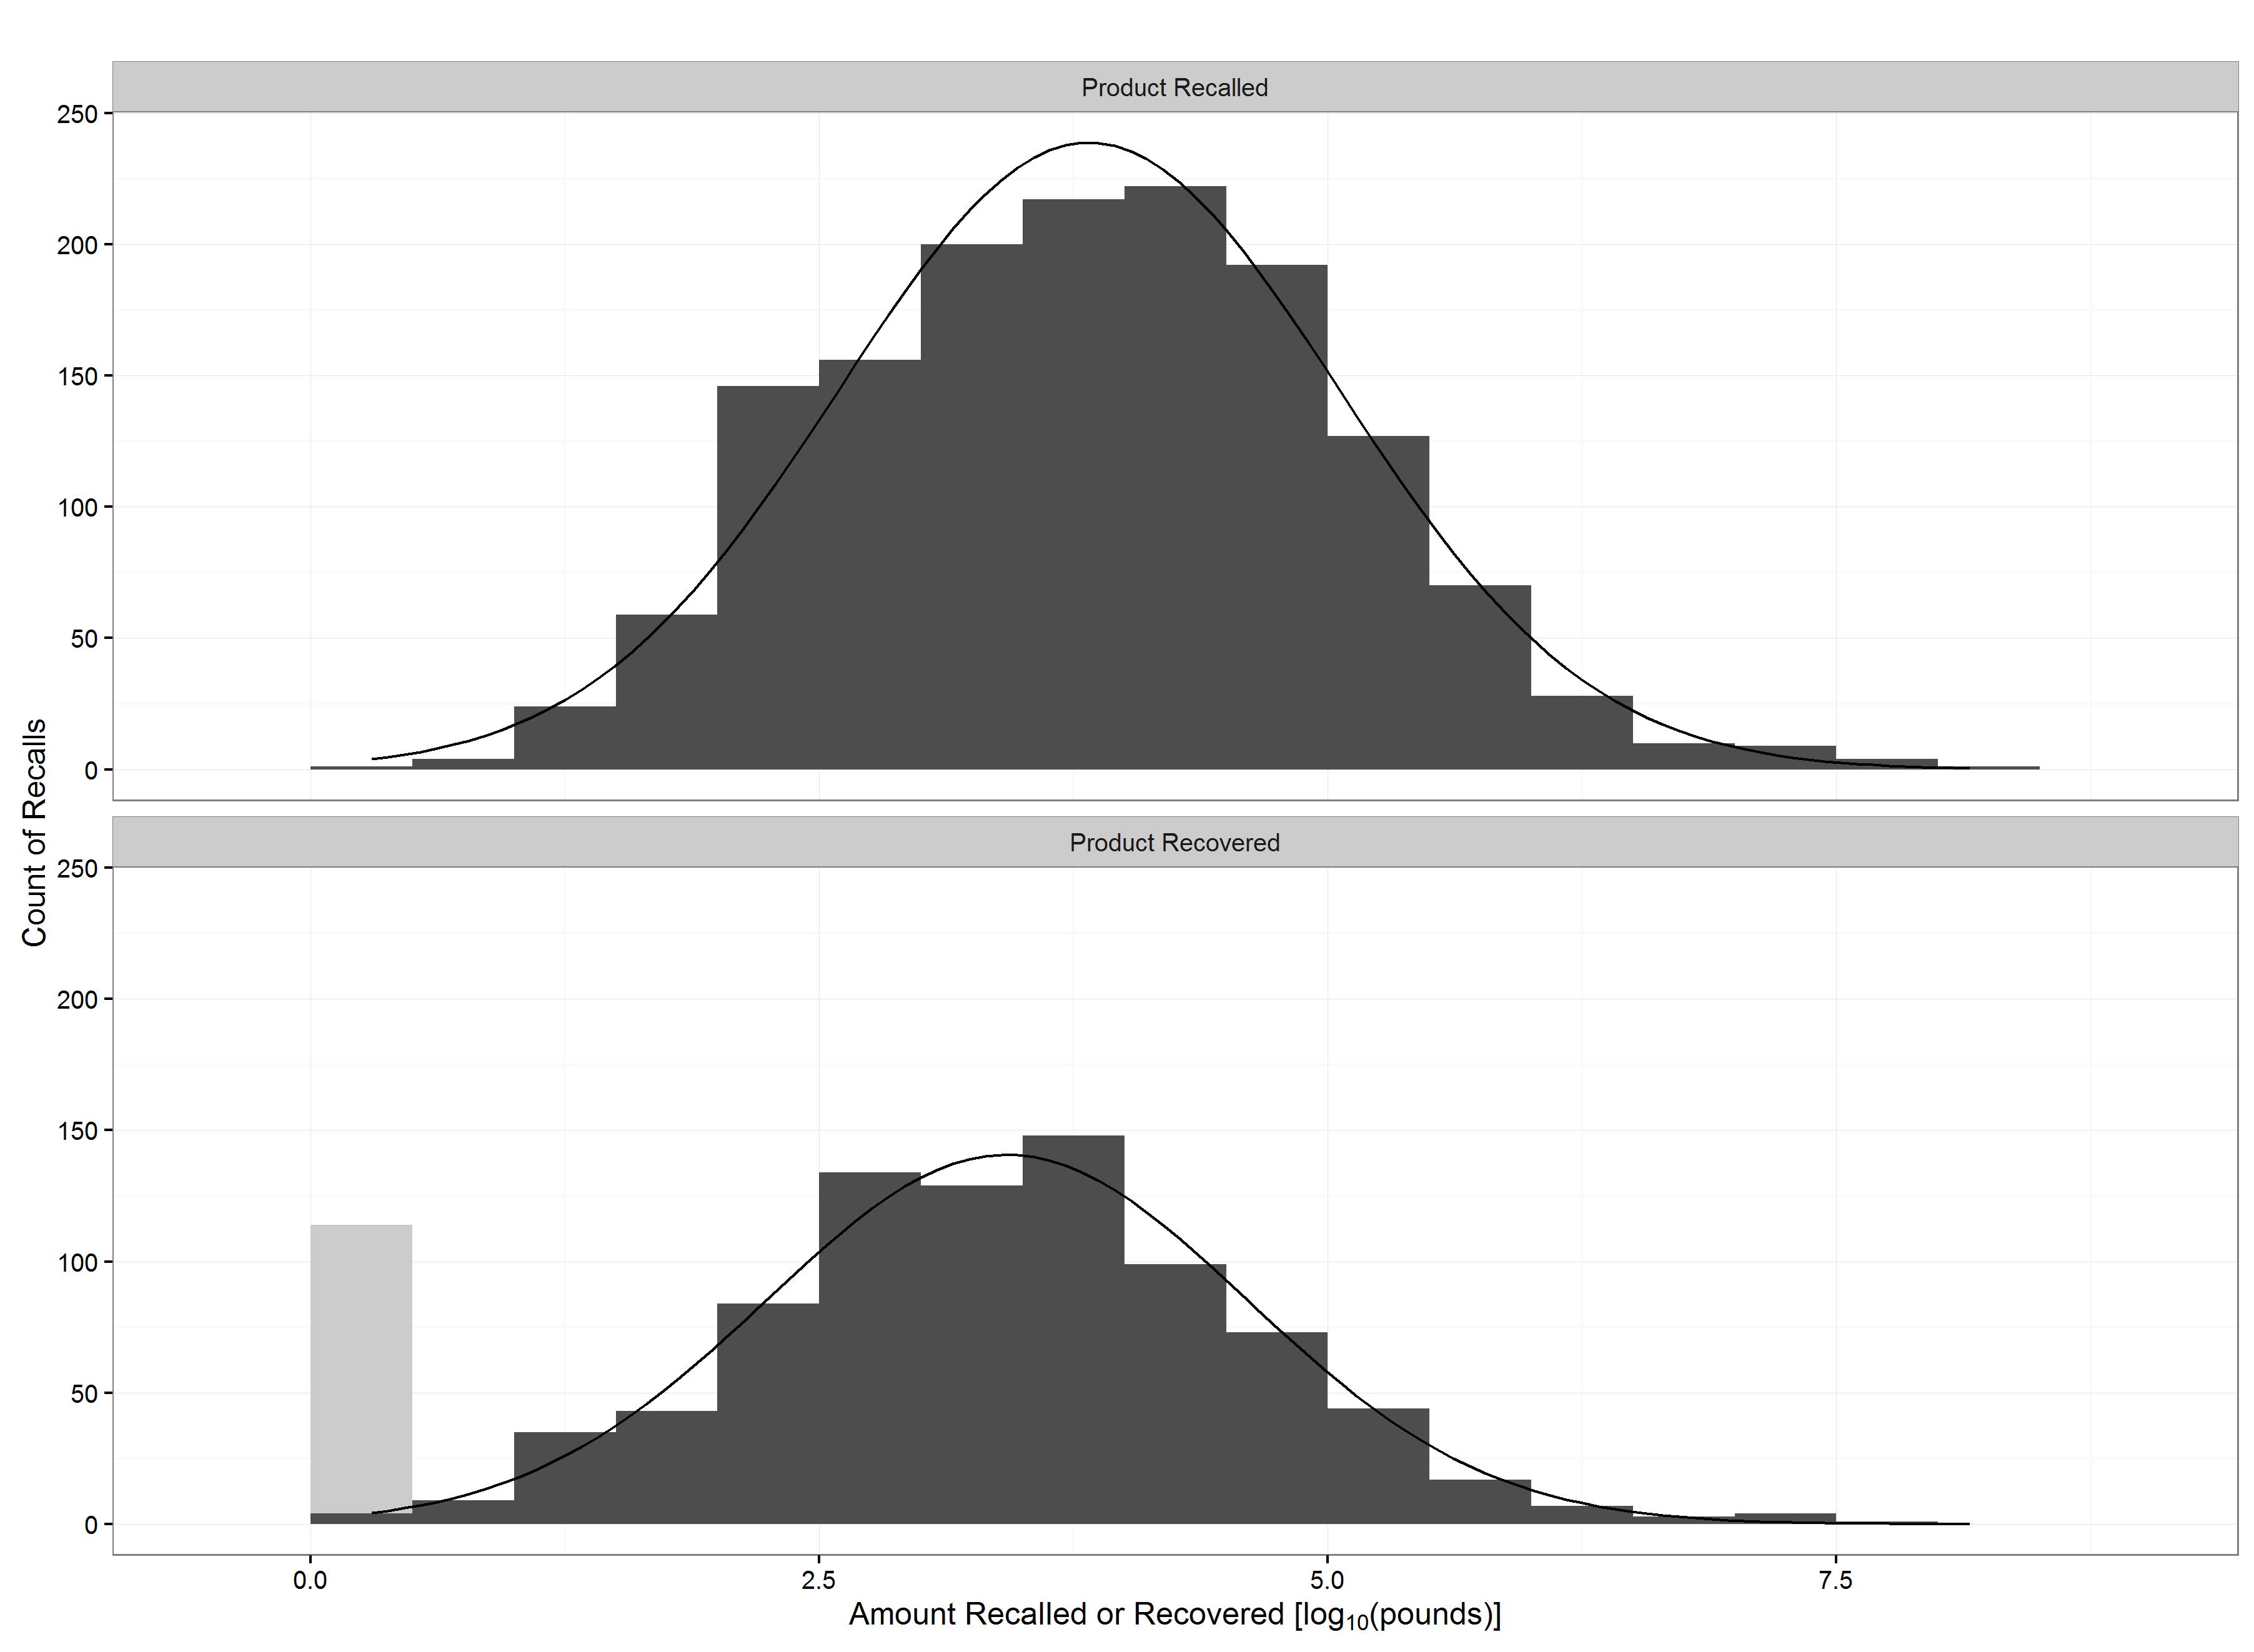 Product Recalled
250
200
150
100
50
0
Count of Recalls
Product Recovered
250
200
150
100
50
0
0.0 2.5 5.0 7.5
Amount Recalled or Recovered [log₁₀(pounds)]